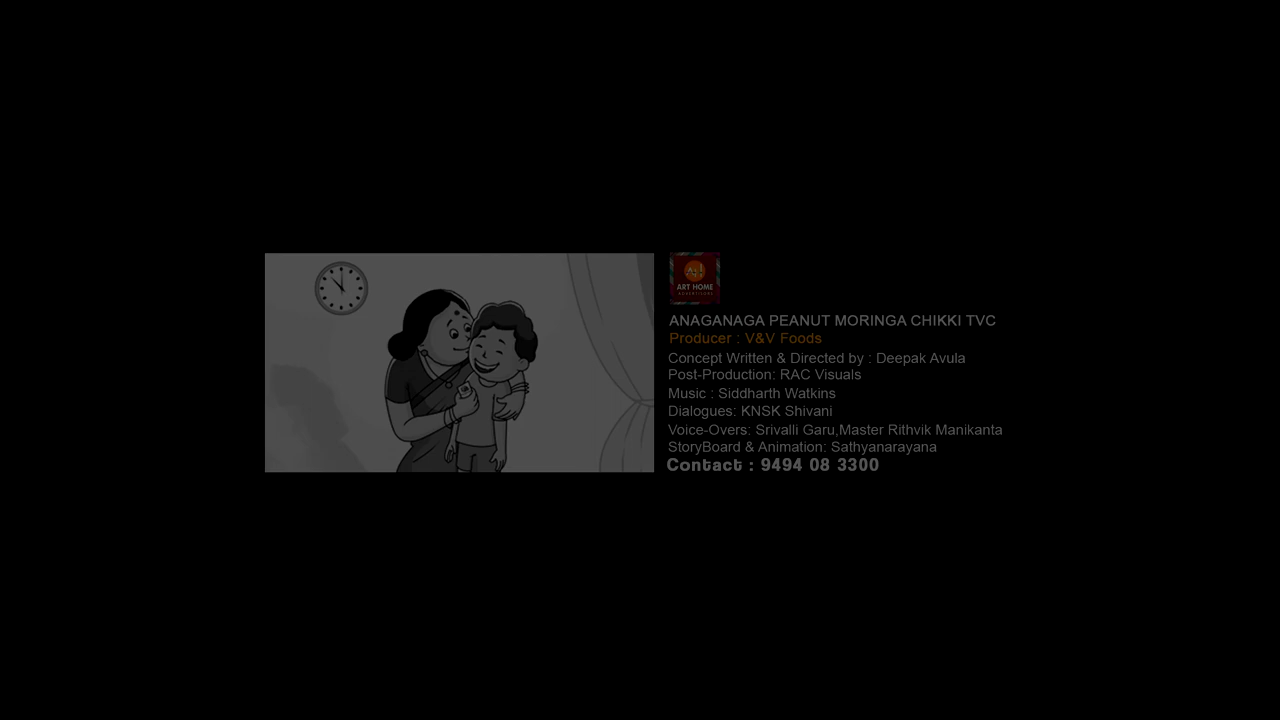 ART HOME
ADVERTISERS
ANAGANAGA PEANUT MORINGA CHIKKI TVC
Producer : V&V Foods
Concept Written & Directed by : Deepak Avula
Post-Production: RAC Visuals
Music : Siddharth Watkins
Dialogues: KNSK Shivani
Voice-Overs: Srivalli Garu,Master Rithvik Manikanta
StoryBoard & Animation: Sathyanarayana
Contact : 9494 08 3300